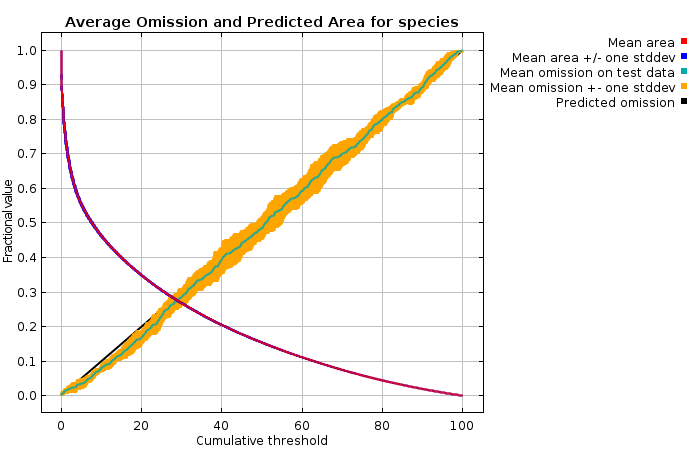 Average Omission and Predicted Area for species
Mean area
Mean area +/- one stddev
Mean omission on test data
Mean omission +- one stddev
Predicted omission
Fractional value
1.0
0.9
0.8
0.7
0.6
0.5
0.4
0.3
0.2
0.1
0.0
0 20 40 60 80 100
Cumulative threshold